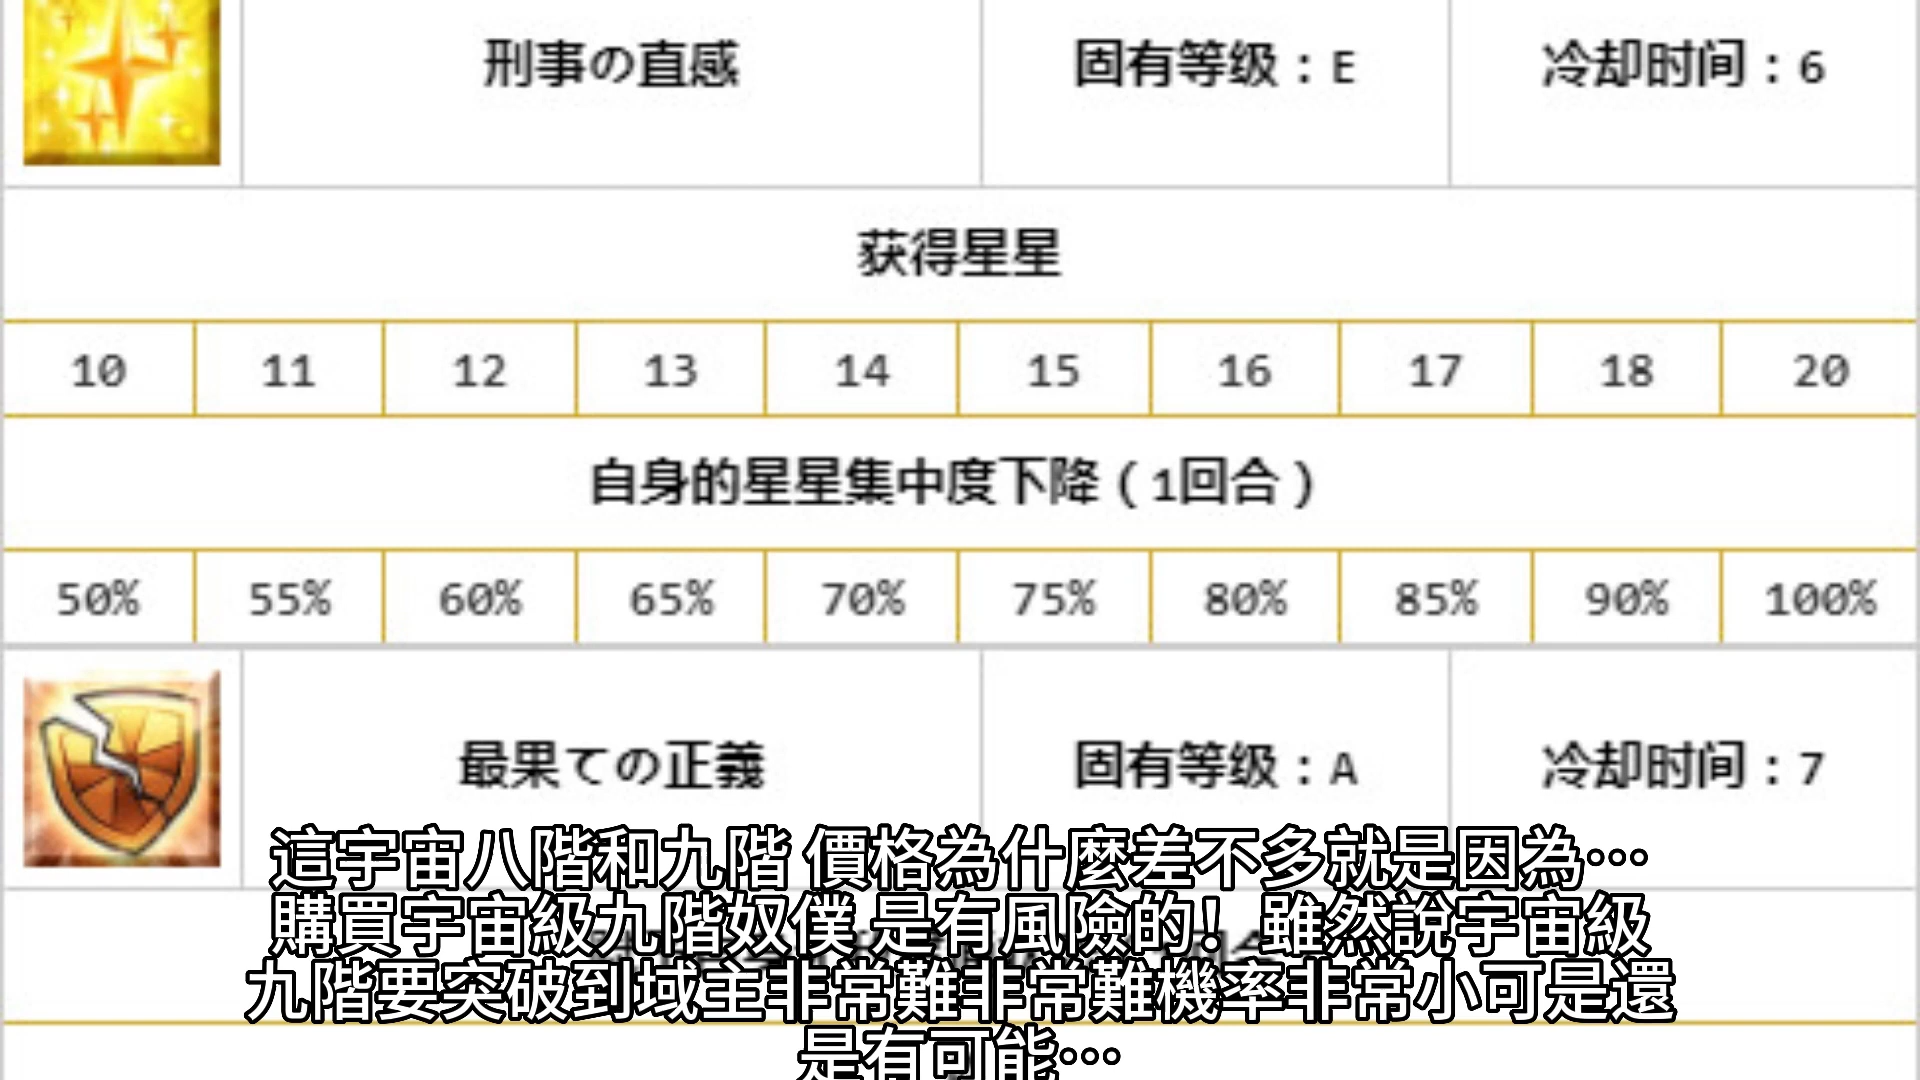 刑事の直感 固有等级：E 冷却时间：6
获得星星
10 11 12 13 14 15 16 17 18 20
自身的星星集中度下降（1回合）
50% 55% 60% 65% 70% 75% 80% 85% 90% 100%
最果ての正義 固有等级：A 冷却时间：7
這宇宙八階和九階 價格為什麼差不多就是因為…
購買宇宙級九階奴僕 是有風險的！雖然說宇宙級
九階要突破到域主非常難非常難機率非常小可是還
是有可能…